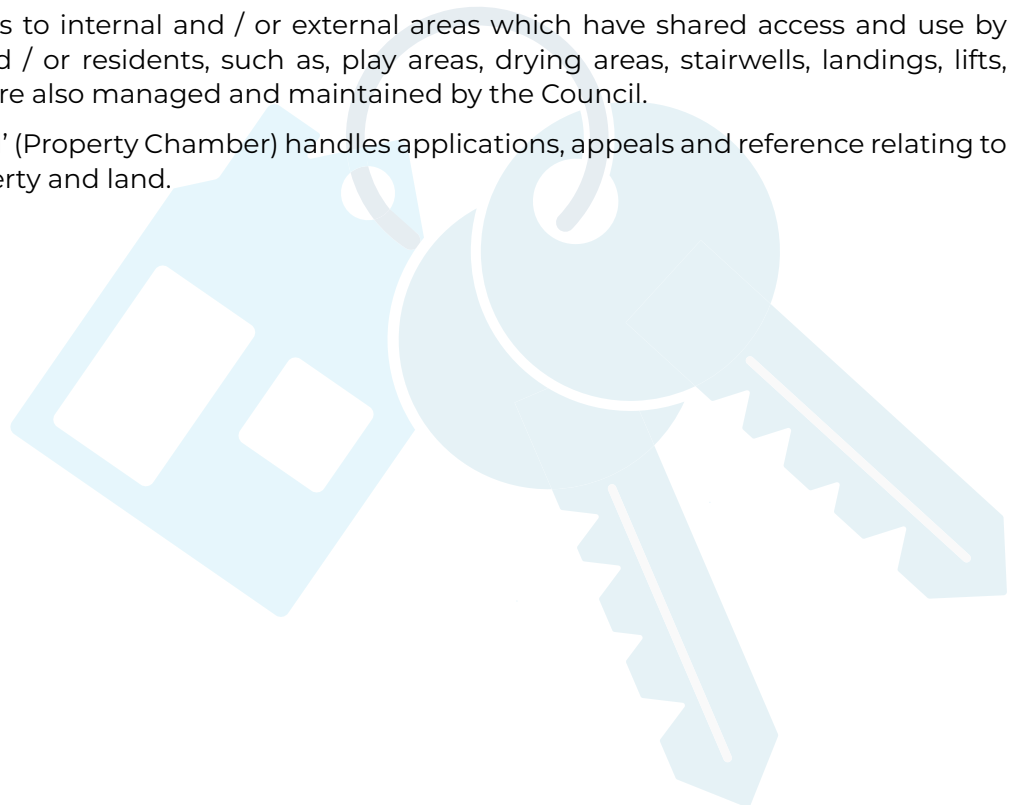 s to internal and / or external areas which have shared access and use by
d / or residents, such as, play areas, drying areas, stairwells, landings, lifts,
re also managed and maintained by the Council.
’ (Property Chamber) handles applications, appeals and reference relating to
erty and land.